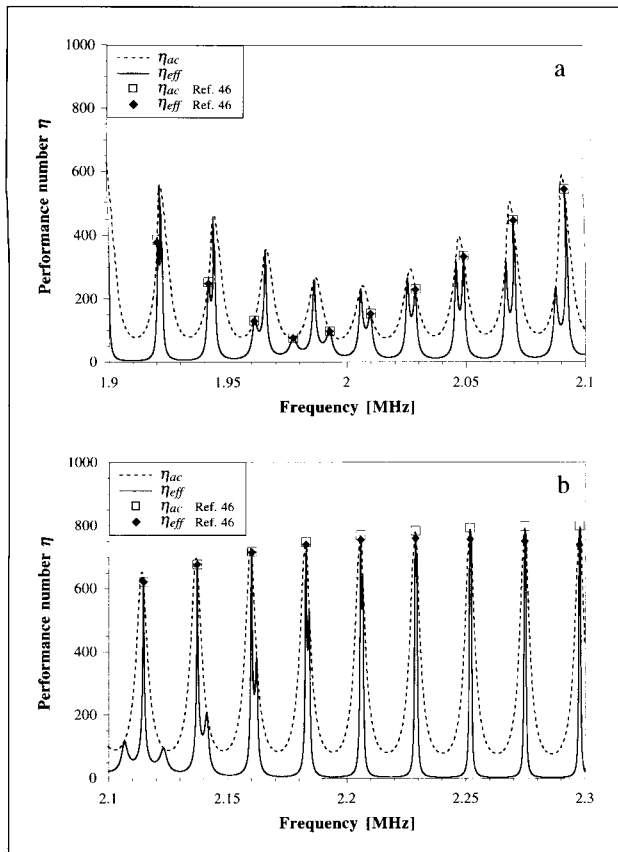 1000
800
600
400
200
0
Performance number η
η_ac
η_eff
η_ac Ref. 46
η_eff Ref. 46
a
1.9
1.95
2
2.05
2.1
Frequency [MHz]
1000
800
600
400
200
0
Performance number η
η_ac
η_eff
η_ac Ref. 46
η_eff Ref. 46
b
2.1
2.15
2.2
2.25
2.3
Frequency [MHz]